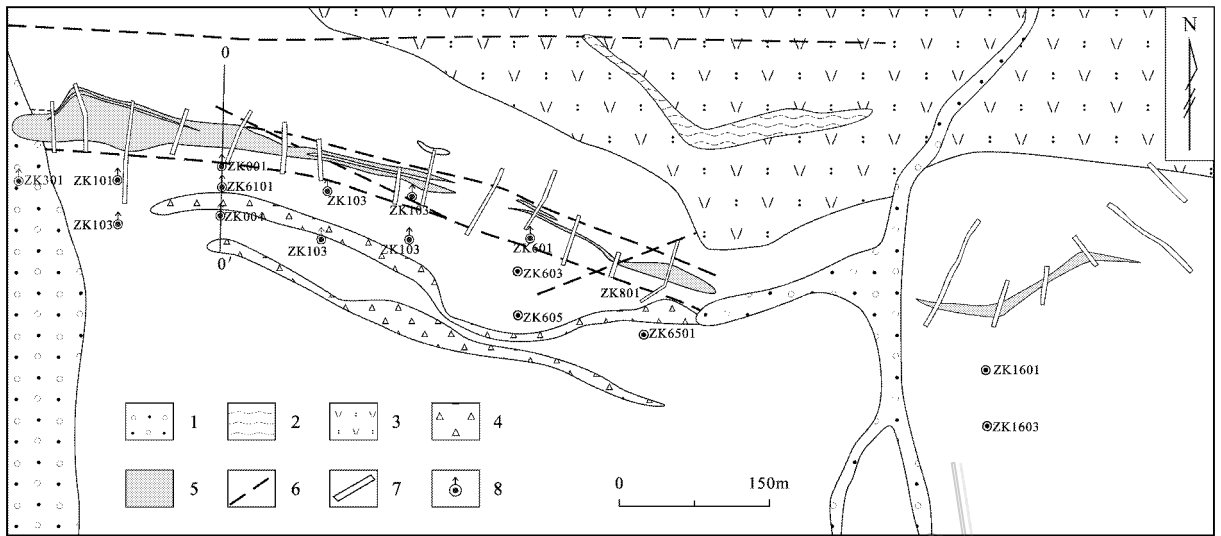 N
0
ZK001
ZK301
ZK101
ZK6101
ZK103
ZK103
ZK004
ZK103
ZK103
ZK103
ZK601
0'
ZK603
ZK801
ZK605
ZK6501
ZK1601
ZK1603
1
2
3
4
5
6
7
8
0
150m